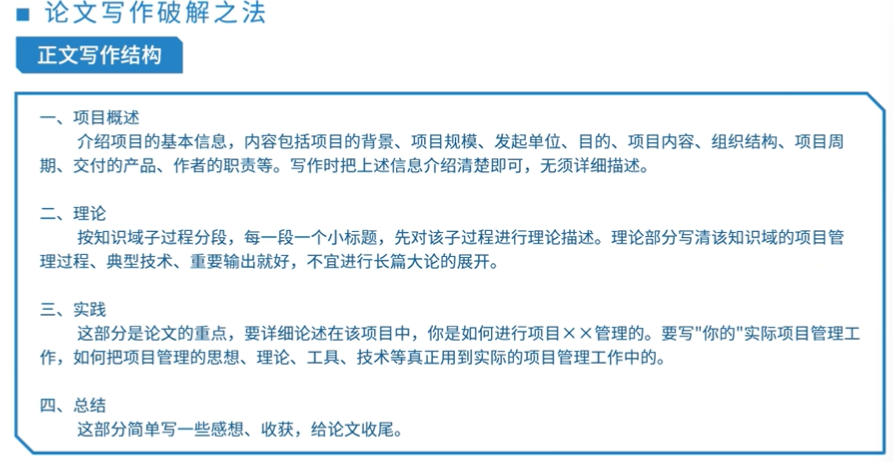 ■ 论文写作破解之法
正文写作结构
一、项目概述
介绍项目的基本信息，内容包括项目的背景、项目规模、发起单位、目的、项目内容、组织结构、项目周
期、交付的产品、作者的职责等。写作时把上述信息介绍清楚即可，无须详细描述。
二、理论
按知识域子过程分段，每一段一个小标题，先对该子过程进行理论描述。理论部分写清该知识域的项目管
理过程、典型技术、重要输出就好，不宜进行长篇大论的展开。
三、实践
这部分是论文的重点，要详细论述在该项目中，你是如何进行项目××管理的。要写"你的"实际项目管理工
作，如何把项目管理的思想、理论、工具、技术等真正用到实际的项目管理工作中的。
四、总结
这部分简单写一些感想、收获，给论文收尾。